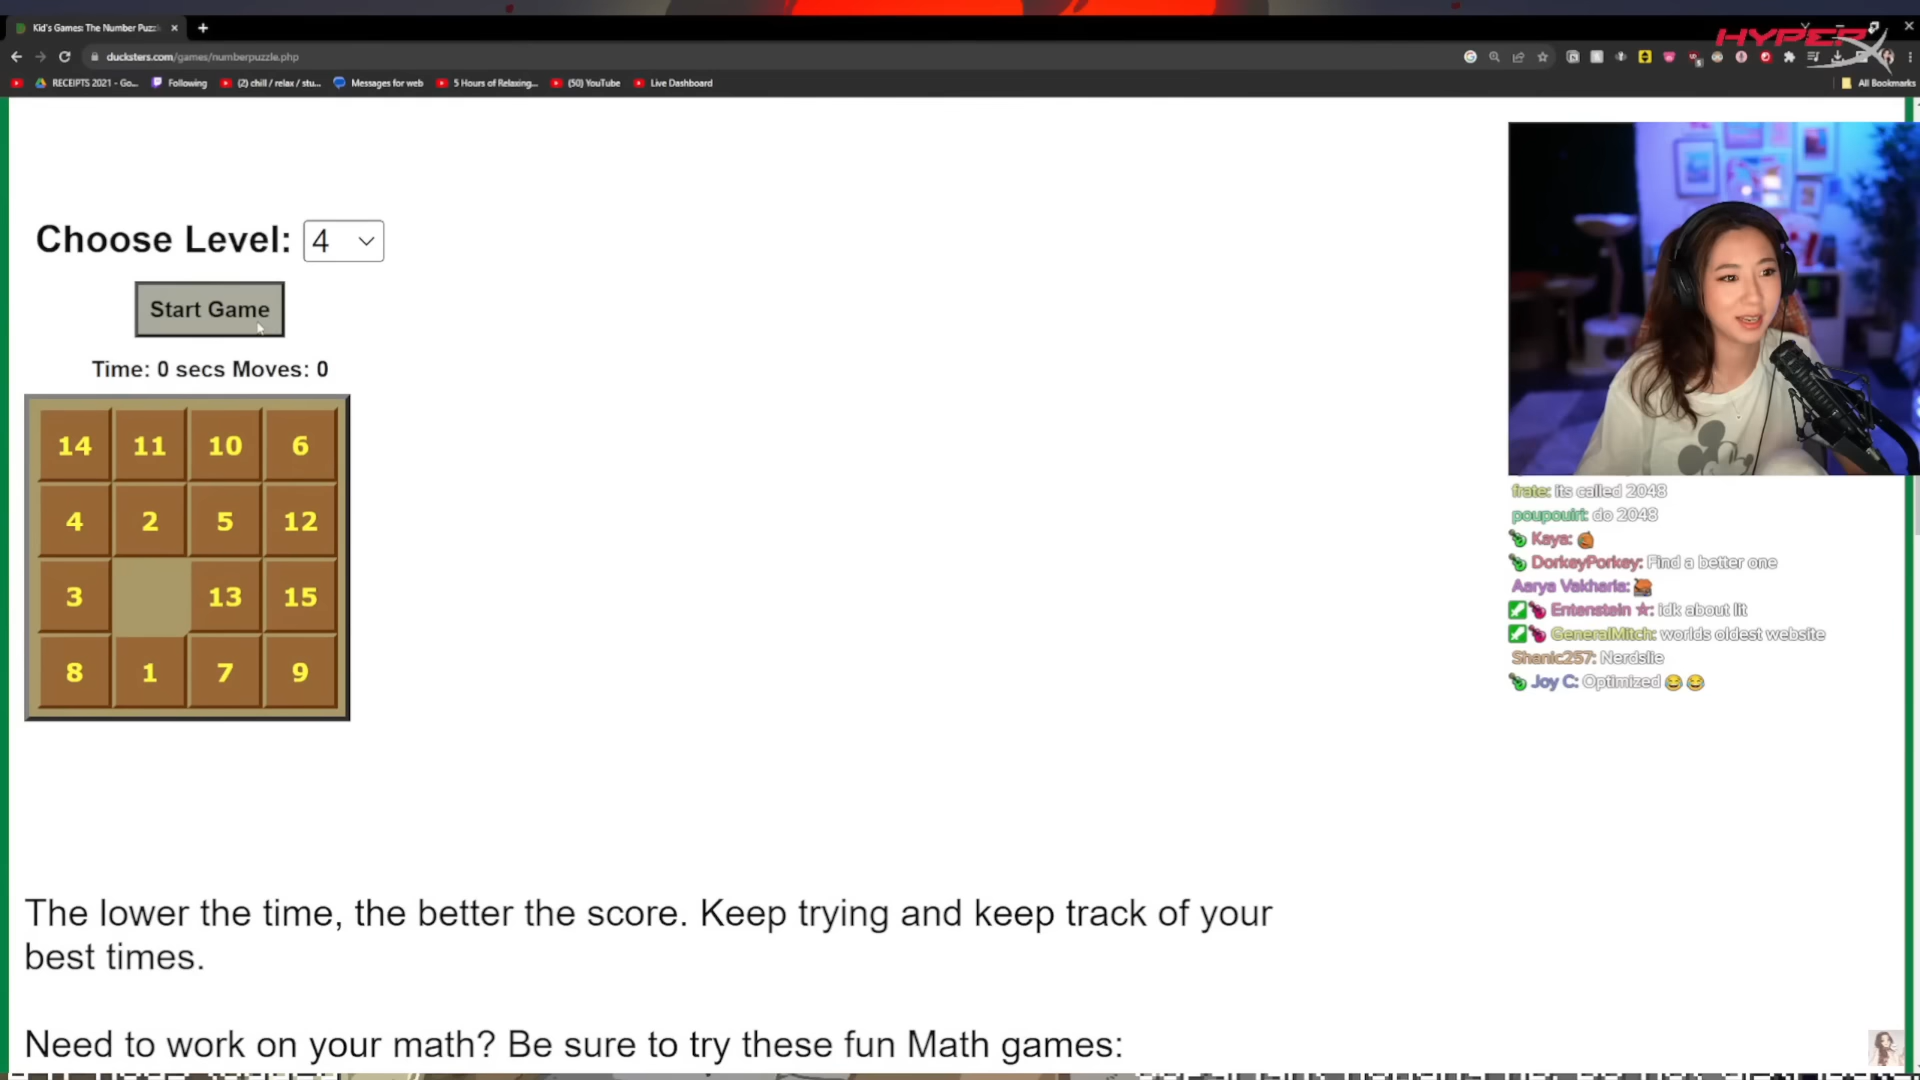 Kid's Games: The Number Puz
ducksters.com/games/numberpuzzle.php
RECEIPTS 2021 - Go... Following (2) chill / relax / stu... Messages for web 5 Hours of Relaxing... (50) YouTube Live Dashboard All Bookmarks
HYPERX
Choose Level: 4
Start Game
Time: 0 secs Moves: 0
14 11 10 6
4 2 5 12
3 13 15
8 1 7 9
frate: its called 2048
poupouirt: do 2048
Kaya:
DorkeyPorkey: Find a better one
Aarya Vakharia:
Entenstein ☆: idk about lit
GeneralMitch: worlds oldest website
Shanic257: Nerdslie
Joy C: Optimized 😂 😂
The lower the time, the better the score. Keep trying and keep track of your
best times.
Need to work on your math? Be sure to try these fun Math games: